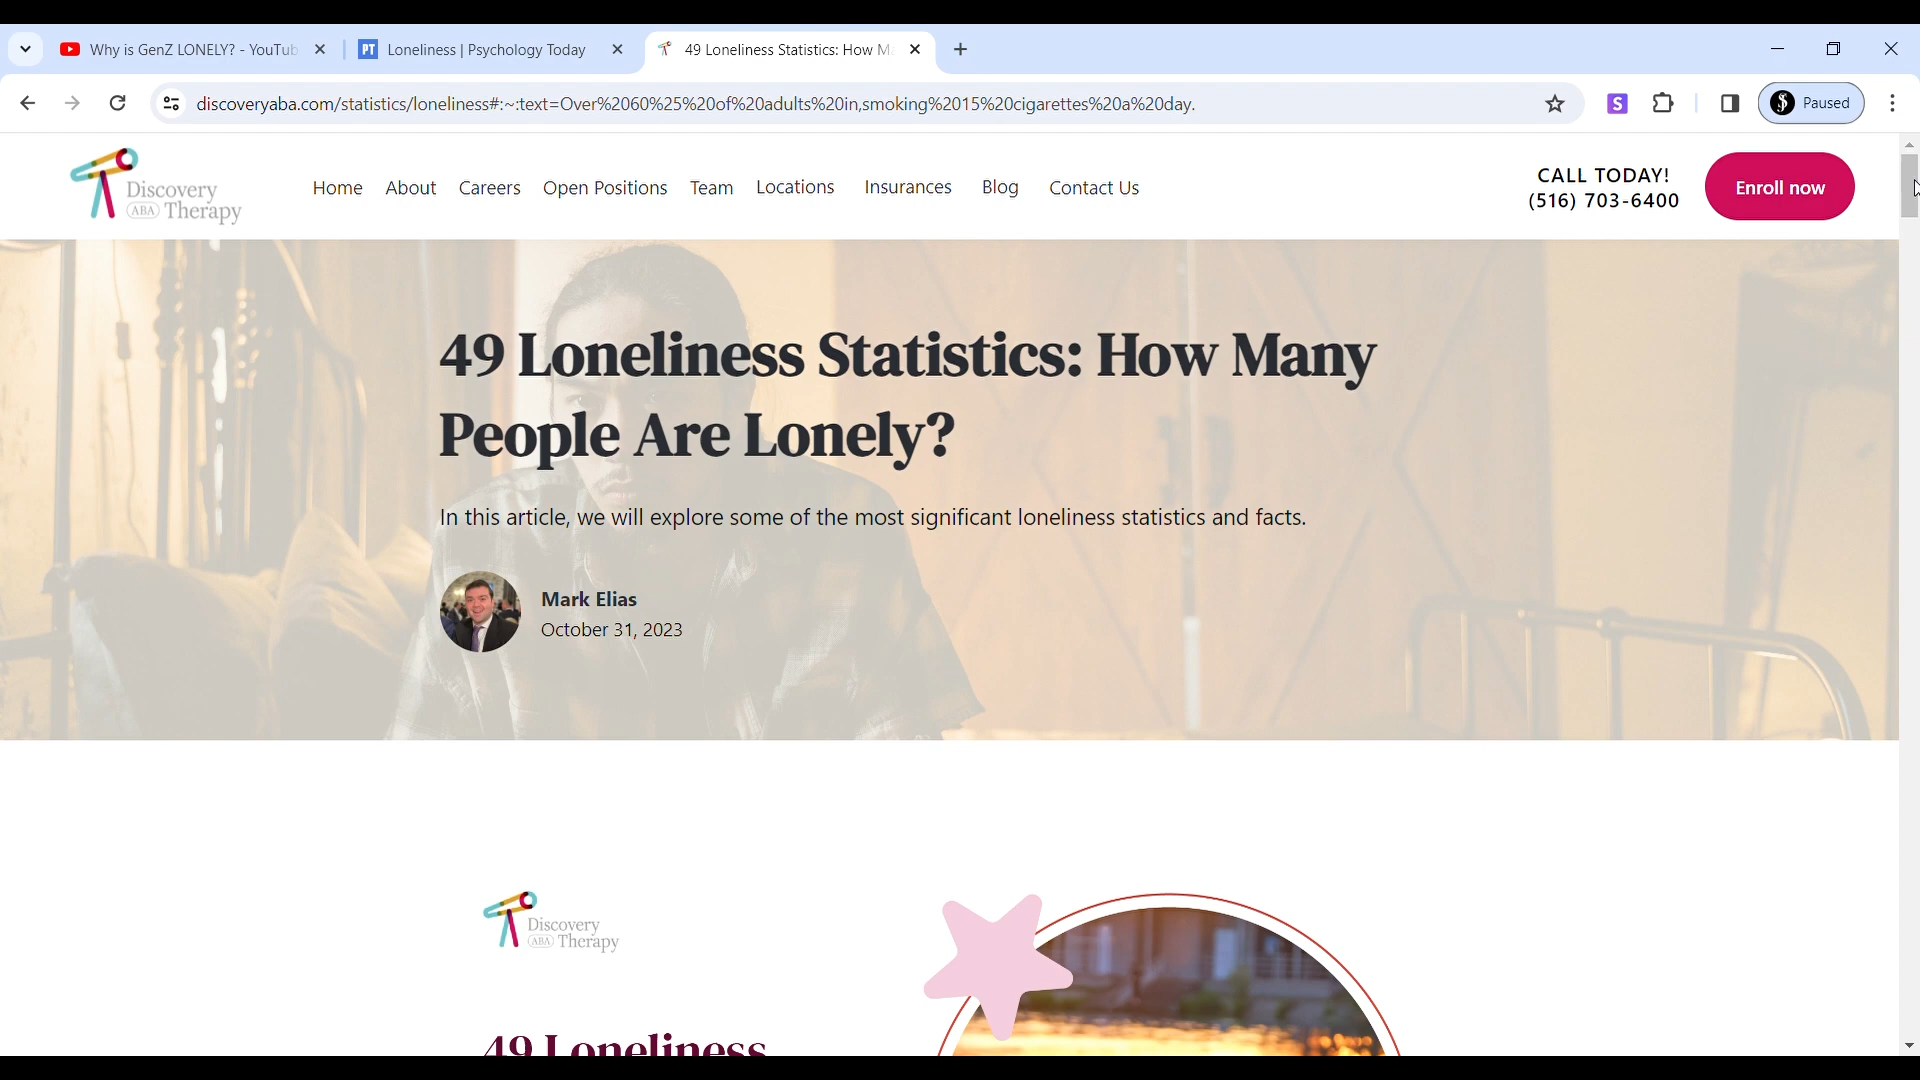 Why is GenZ LONELY? - YouTub
PT Loneliness | Psychology Today
49 Loneliness Statistics: How M
discoveryaba.com/statistics/loneliness#:~:text=Over%2060%25%20of%20adults%20in,smoking%2015%20cigarettes%20a%20day.
S
Paused
Discovery
ABA Therapy
Home About Careers Open Positions Team Locations Insurances Blog Contact Us
CALL TODAY!
(516) 703-6400
Enroll now
49 Loneliness Statistics: How Many
People Are Lonely?
In this article, we will explore some of the most significant loneliness statistics and facts.
Mark Elias
October 31, 2023
Discovery
ABA Therapy
49 Loneliness